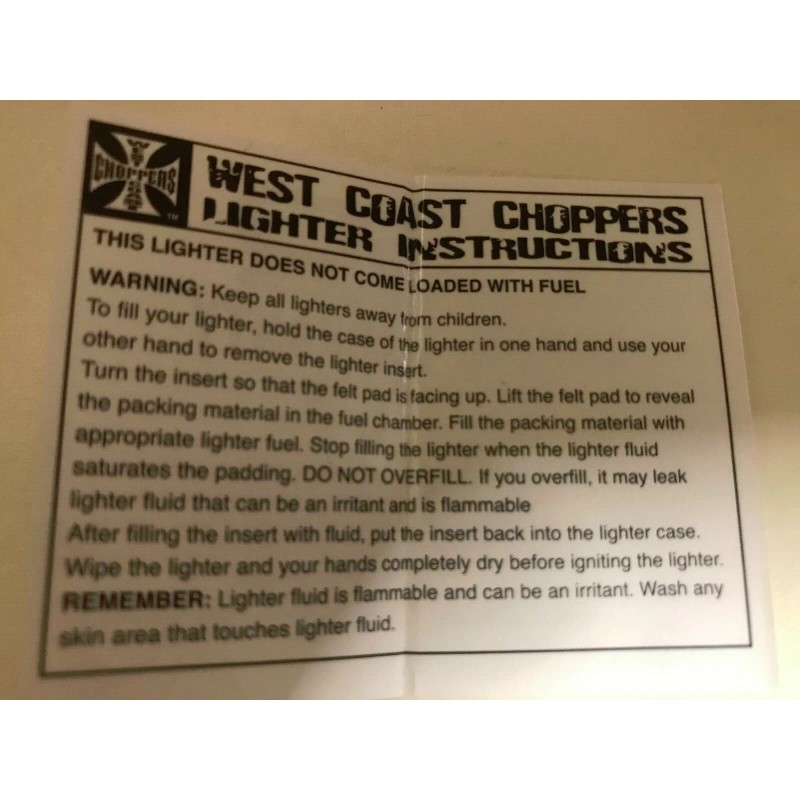 WEST
CHOPPERS
COAST
TM
WEST COAST CHOPPERS
LIGHTER INSTRUCTIONS
THIS LIGHTER DOES NOT COME LOADED WITH FUEL
WARNING: Keep all lighters away from children.
To fill your lighter, hold the case of the lighter in one hand and use your
other hand to remove the lighter insert.
Turn the insert so that the felt pad is facing up. Lift the felt pad to reveal
the packing material in the fuel chamber. Fill the packing material with
appropriate lighter fuel. Stop filling the lighter when the lighter fluid
saturates the padding. DO NOT OVERFILL. If you overfill, it may leak
lighter fluid that can be an irritant and is flammable
After filling the insert with fluid, put the insert back into the lighter case.
Wipe the lighter and your hands completely dry before igniting the lighter.
REMEMBER: Lighter fluid is flammable and can be an irritant. Wash any
skin area that touches lighter fluid.